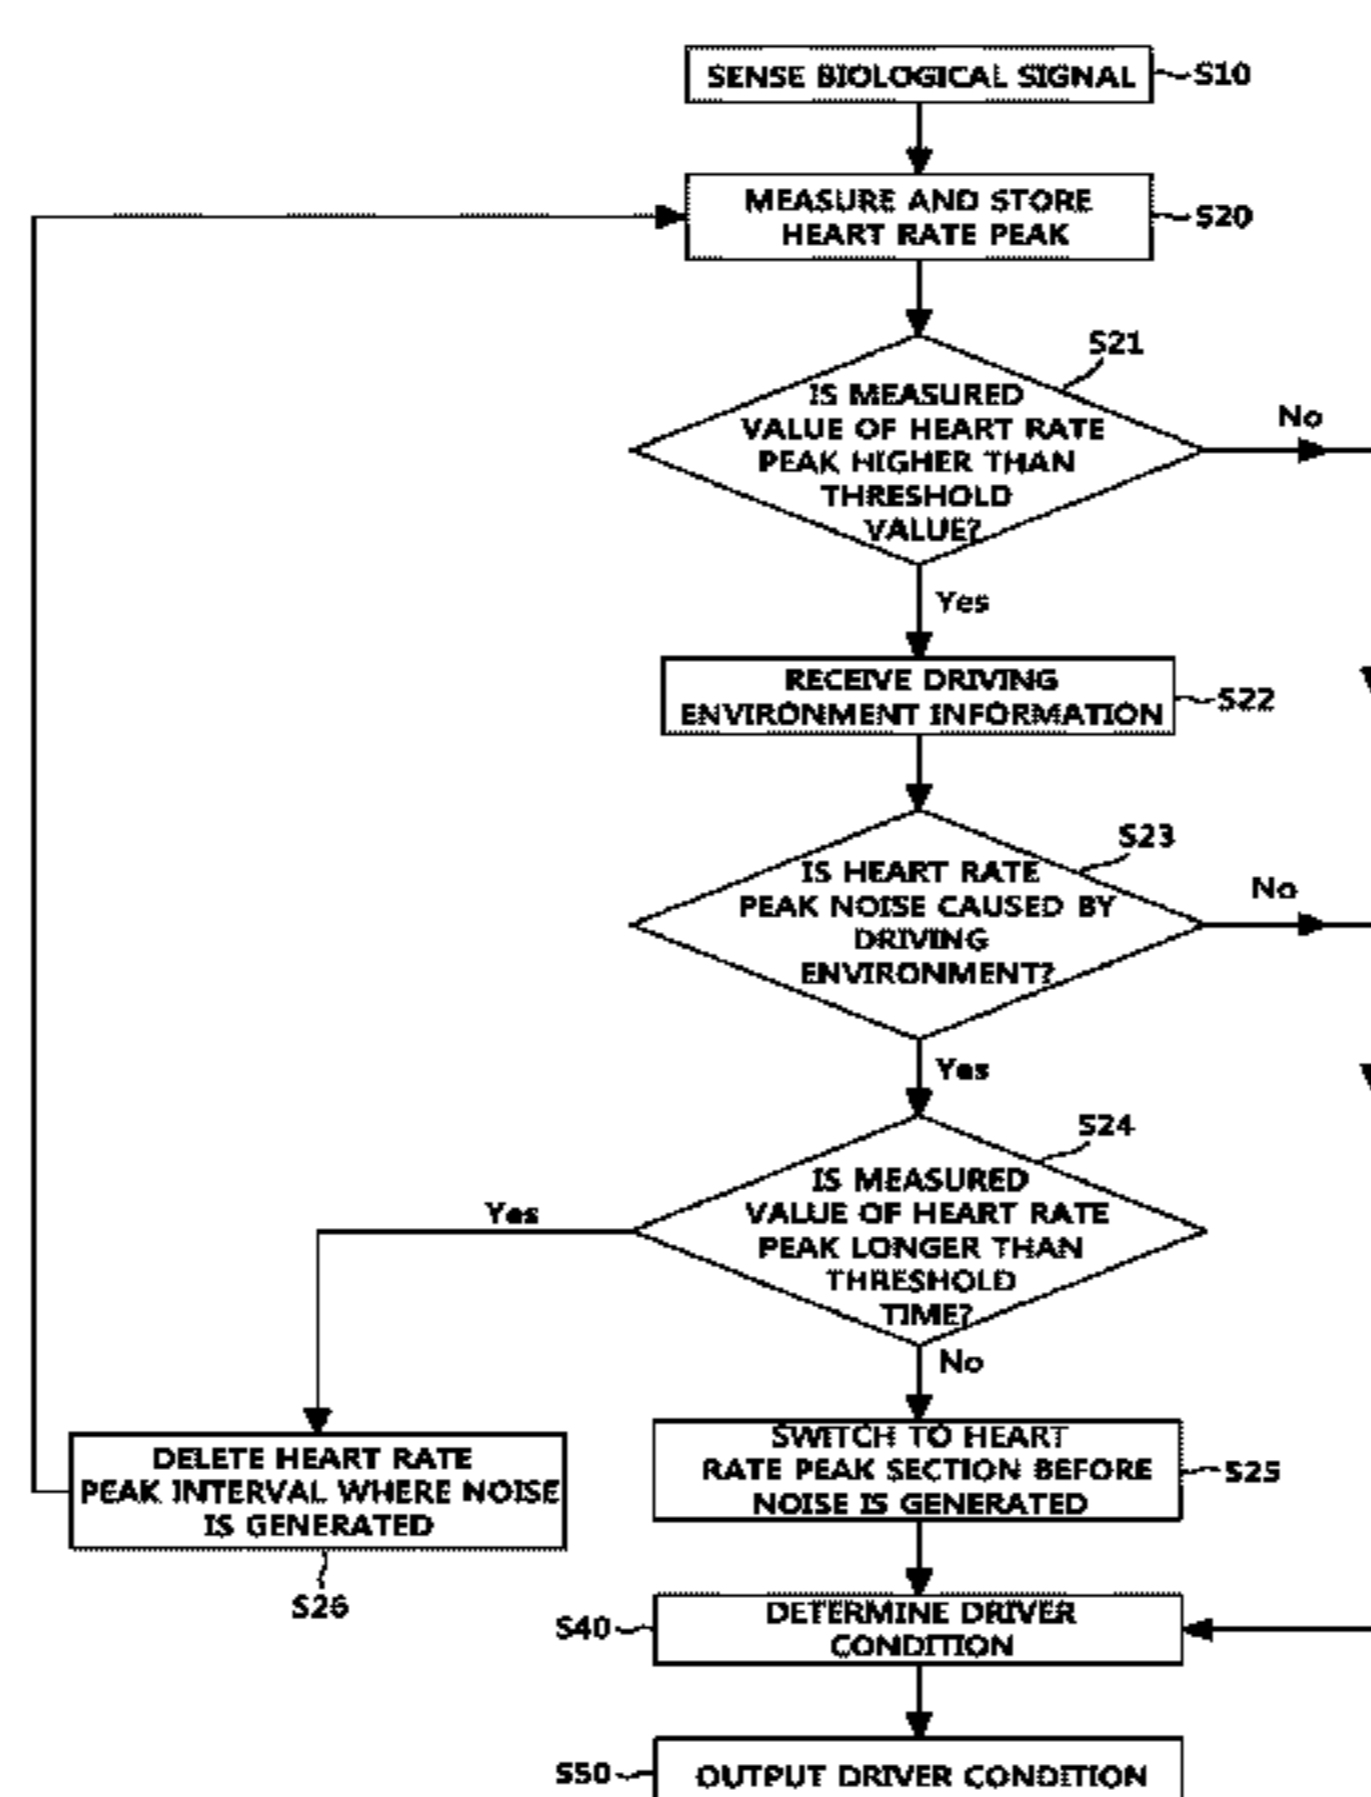 SENSE BIOLOGICAL SIGNAL
S10
MEASURE AND STORE
HEART RATE PEAK
S20
S21
IS MEASURED
VALUE OF HEART RATE
PEAK HIGHER THAN
THRESHOLD
VALUE?
No
Yes
RECEIVE DRIVING
ENVIRONMENT INFORMATION
S22
S23
IS HEART RATE
PEAK NOISE CAUSED BY
DRIVING
ENVIRONMENT?
No
Yes
S24
IS MEASURED
VALUE OF HEART RATE
PEAK LONGER THAN
THRESHOLD
TIME?
Yes
No
DELETE HEART RATE
PEAK INTERVAL WHERE NOISE
IS GENERATED
S26
SWITCH TO HEART
RATE PEAK SECTION BEFORE
NOISE IS GENERATED
S25
S40
DETERMINE DRIVER
CONDITION
S50
OUTPUT DRIVER CONDITION